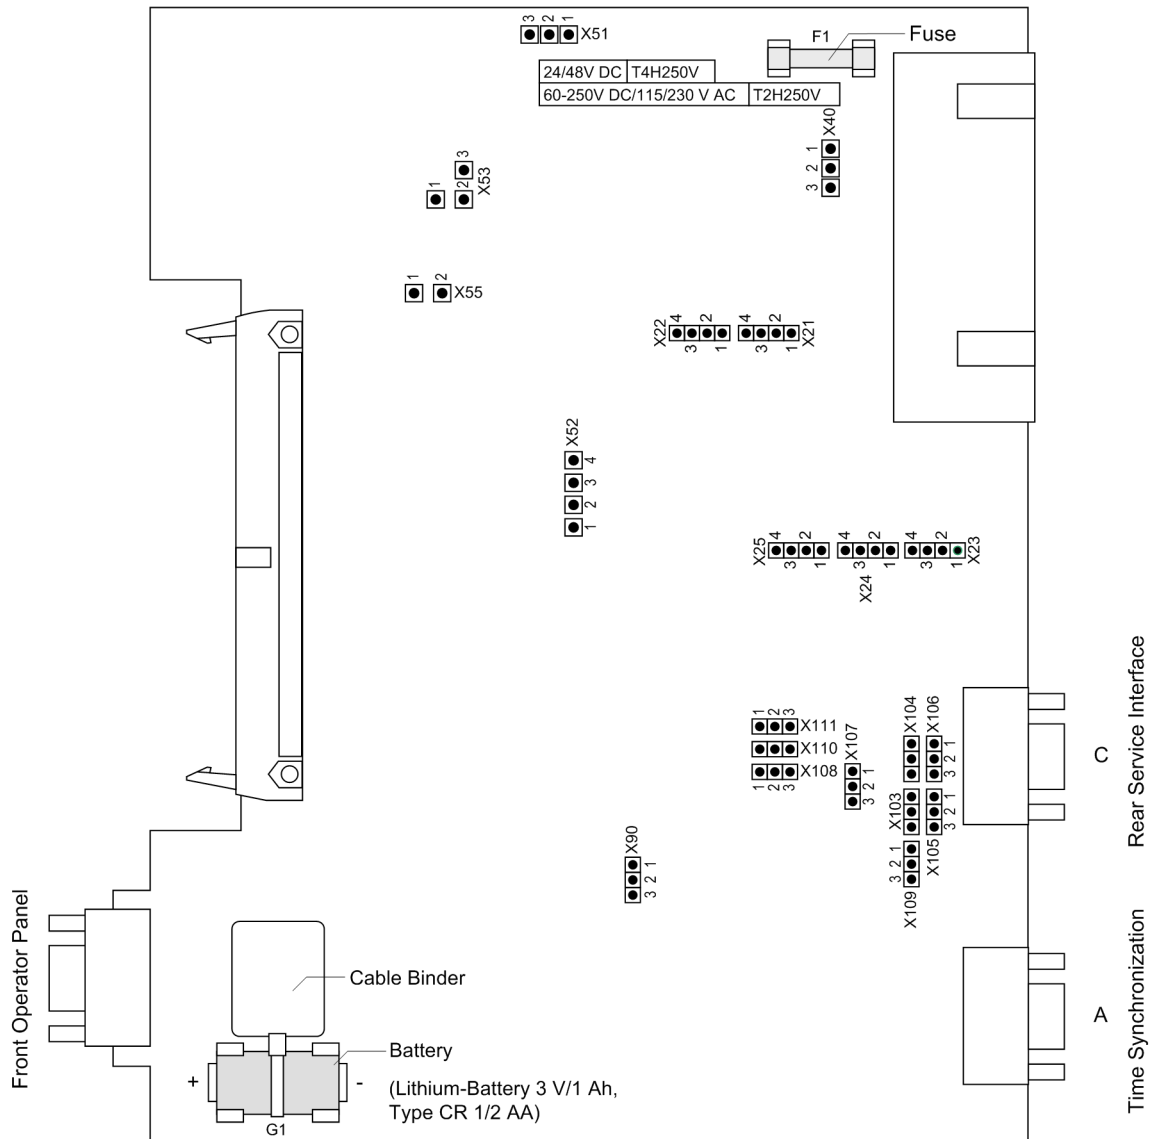 3 2 1 X51
F1
Fuse
24/48V DC T4H250V
60-250V DC/115/230 V AC T2H250V
X40
1
2
3
3
1 2 X53
1 2 X55
X22 4 3 2 1
4 3 2 1 X21
X52
4
3
2
1
X25 4 3 2 1
4 3 2 1
X24
4 3 2 1 X23
Rear Service Interface
C
1 2 3
X111
X110
X108
1 2 3
X107
1
2
3
X104
X106
1
2
3
X103
1
2
3
X105
1
2
3
X109
X90
1
2
3
Front Operator Panel
Cable Binder
Time Synchronization
A
Battery
+ -
(Lithium-Battery 3 V/1 Ah,
Type CR 1/2 AA)
G1